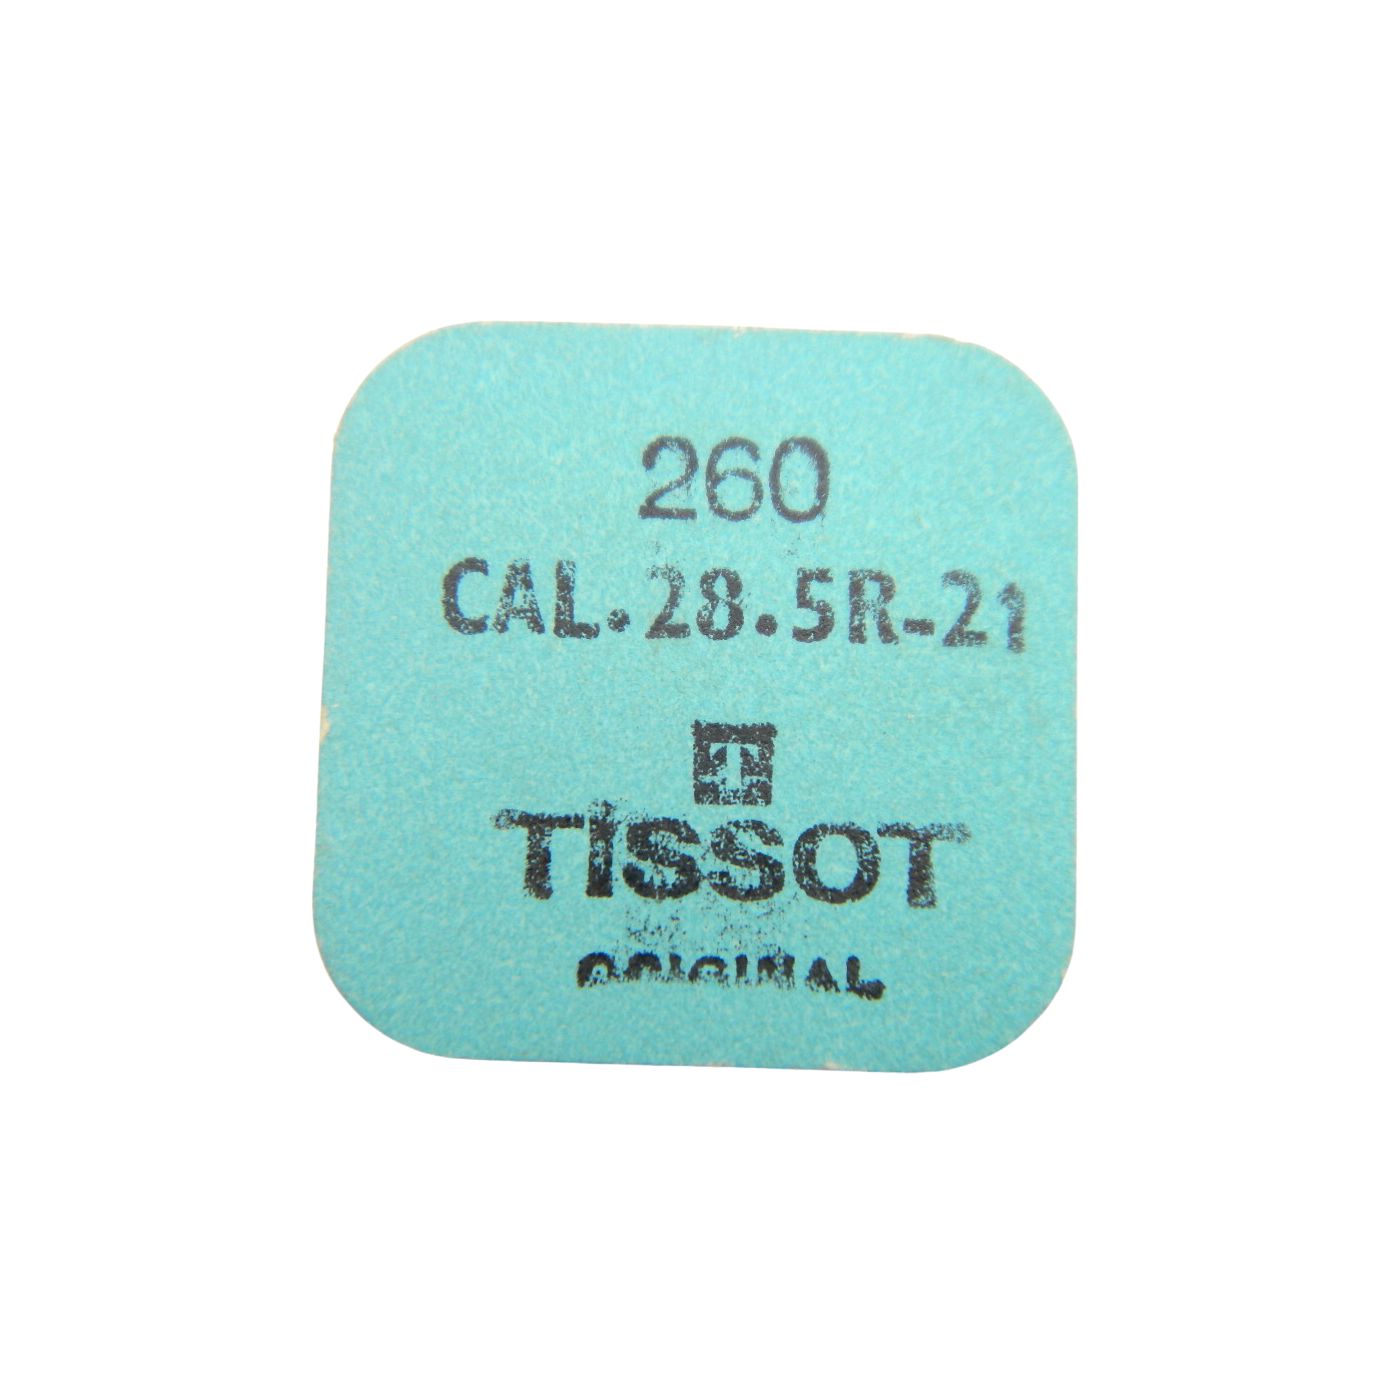 260
CAL.28.5R-21
T
TISSOT
ORIGINAL